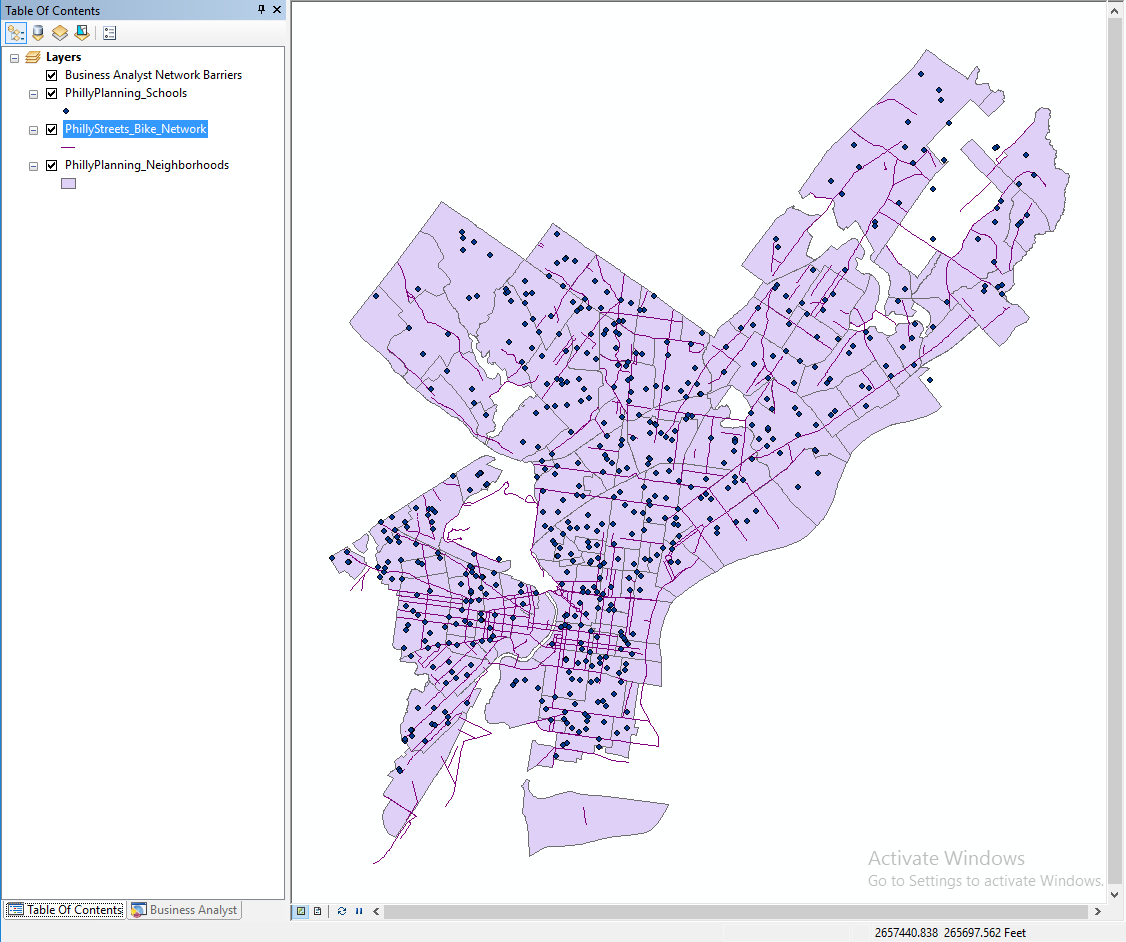 Table Of Contents
Layers
Business Analyst Network Barriers
PhillyPlanning_Schools
PhillyStreets_Bike_Network
PhillyPlanning_Neighborhoods
Activate Windows
Go to Settings to activate Windows.
Table Of Contents
Business Analyst
2657440.838 265697.562 Feet